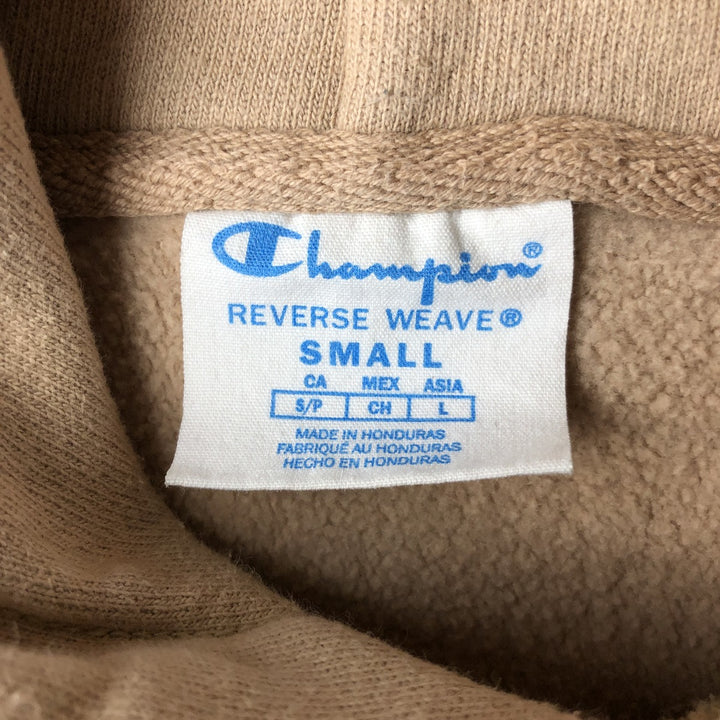 Champion®
REVERSE WEAVE®
SMALL
CA MEX ASIA
S/P CH L
MADE IN HONDURAS
FABRIQUÉ AU HONDURAS
HECHO EN HONDURAS